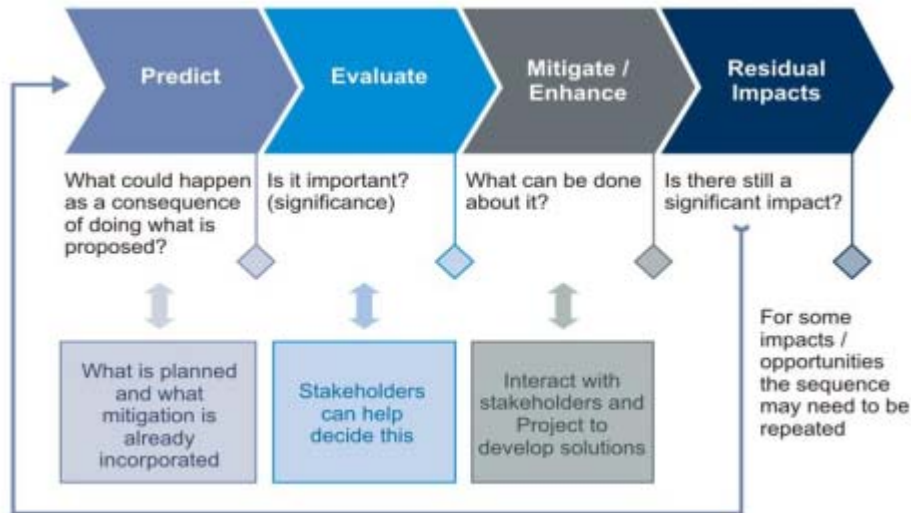 Predict
Evaluate
Mitigate /
Enhance
Residual
Impacts
What could happen
as a consequence
of doing what is
proposed?
Is it important?
(significance)
What can be done
about it?
Is there still a
significant impact?
What is planned
and what
mitigation is
already
incorporated
Stakeholders
can help
decide this
Interact with
stakeholders and
Project to
develop solutions
For some
impacts /
opportunities
the sequence
may need to be
repeated